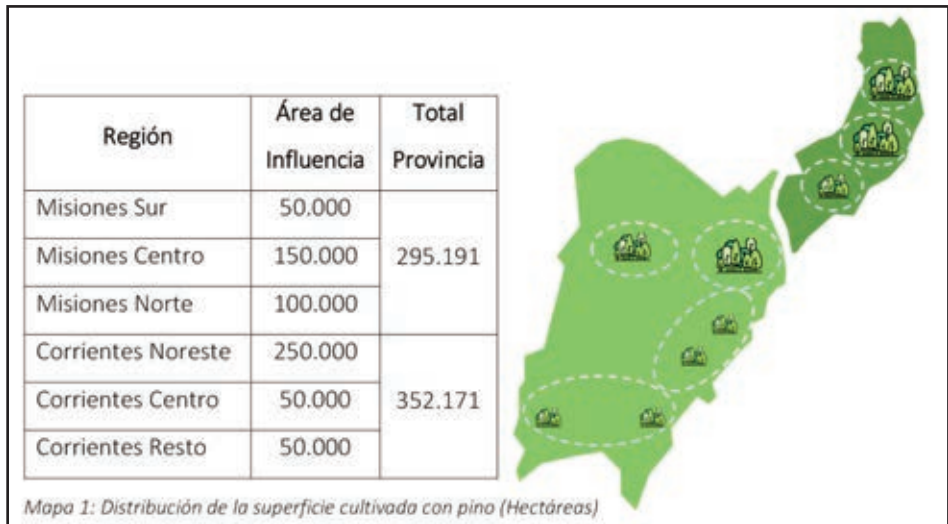 Región Área de Influencia Total Provincia
Misiones Sur 50.000 295.191
Misiones Centro 150.000
Misiones Norte 100.000
Corrientes Noreste 250.000 352.171
Corrientes Centro 50.000
Corrientes Resto 50.000
Mapa 1: Distribución de la superficie cultivada con pino (Hectáreas)